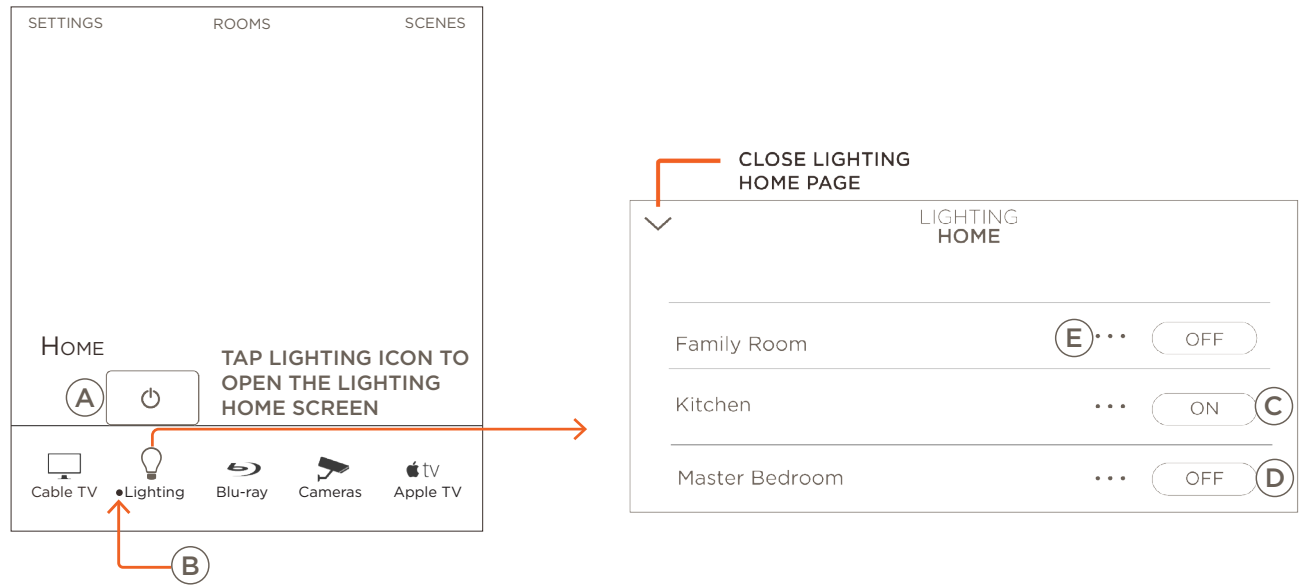 SETTINGS ROOMS SCENES
HOME
A
TAP LIGHTING ICON TO
OPEN THE LIGHTING
HOME SCREEN
Cable TV •Lighting Blu-ray Cameras Apple TV
tv
B
CLOSE LIGHTING
HOME PAGE
LIGHTING
HOME
Family Room E ••• OFF
Kitchen ••• ON C
Master Bedroom ••• OFF D